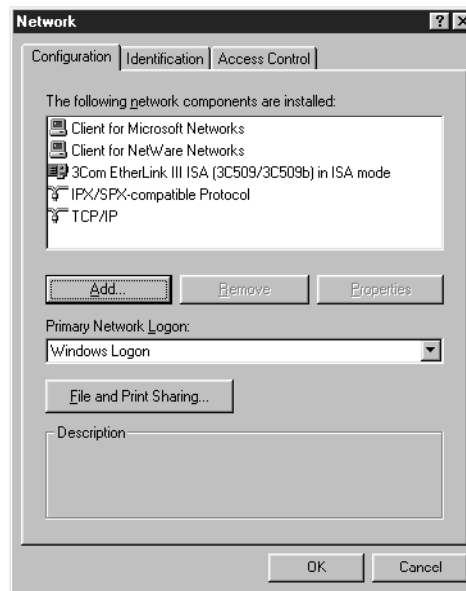 Network
Configuration Identification Access Control
The following network components are installed:
Client for Microsoft Networks
Client for NetWare Networks
3Com EtherLink III ISA (3C509/3C509b) in ISA mode
IPX/SPX-compatible Protocol
TCP/IP
Add... Remove Properties
Primary Network Logon:
Windows Logon
File and Print Sharing...
Description
OK Cancel